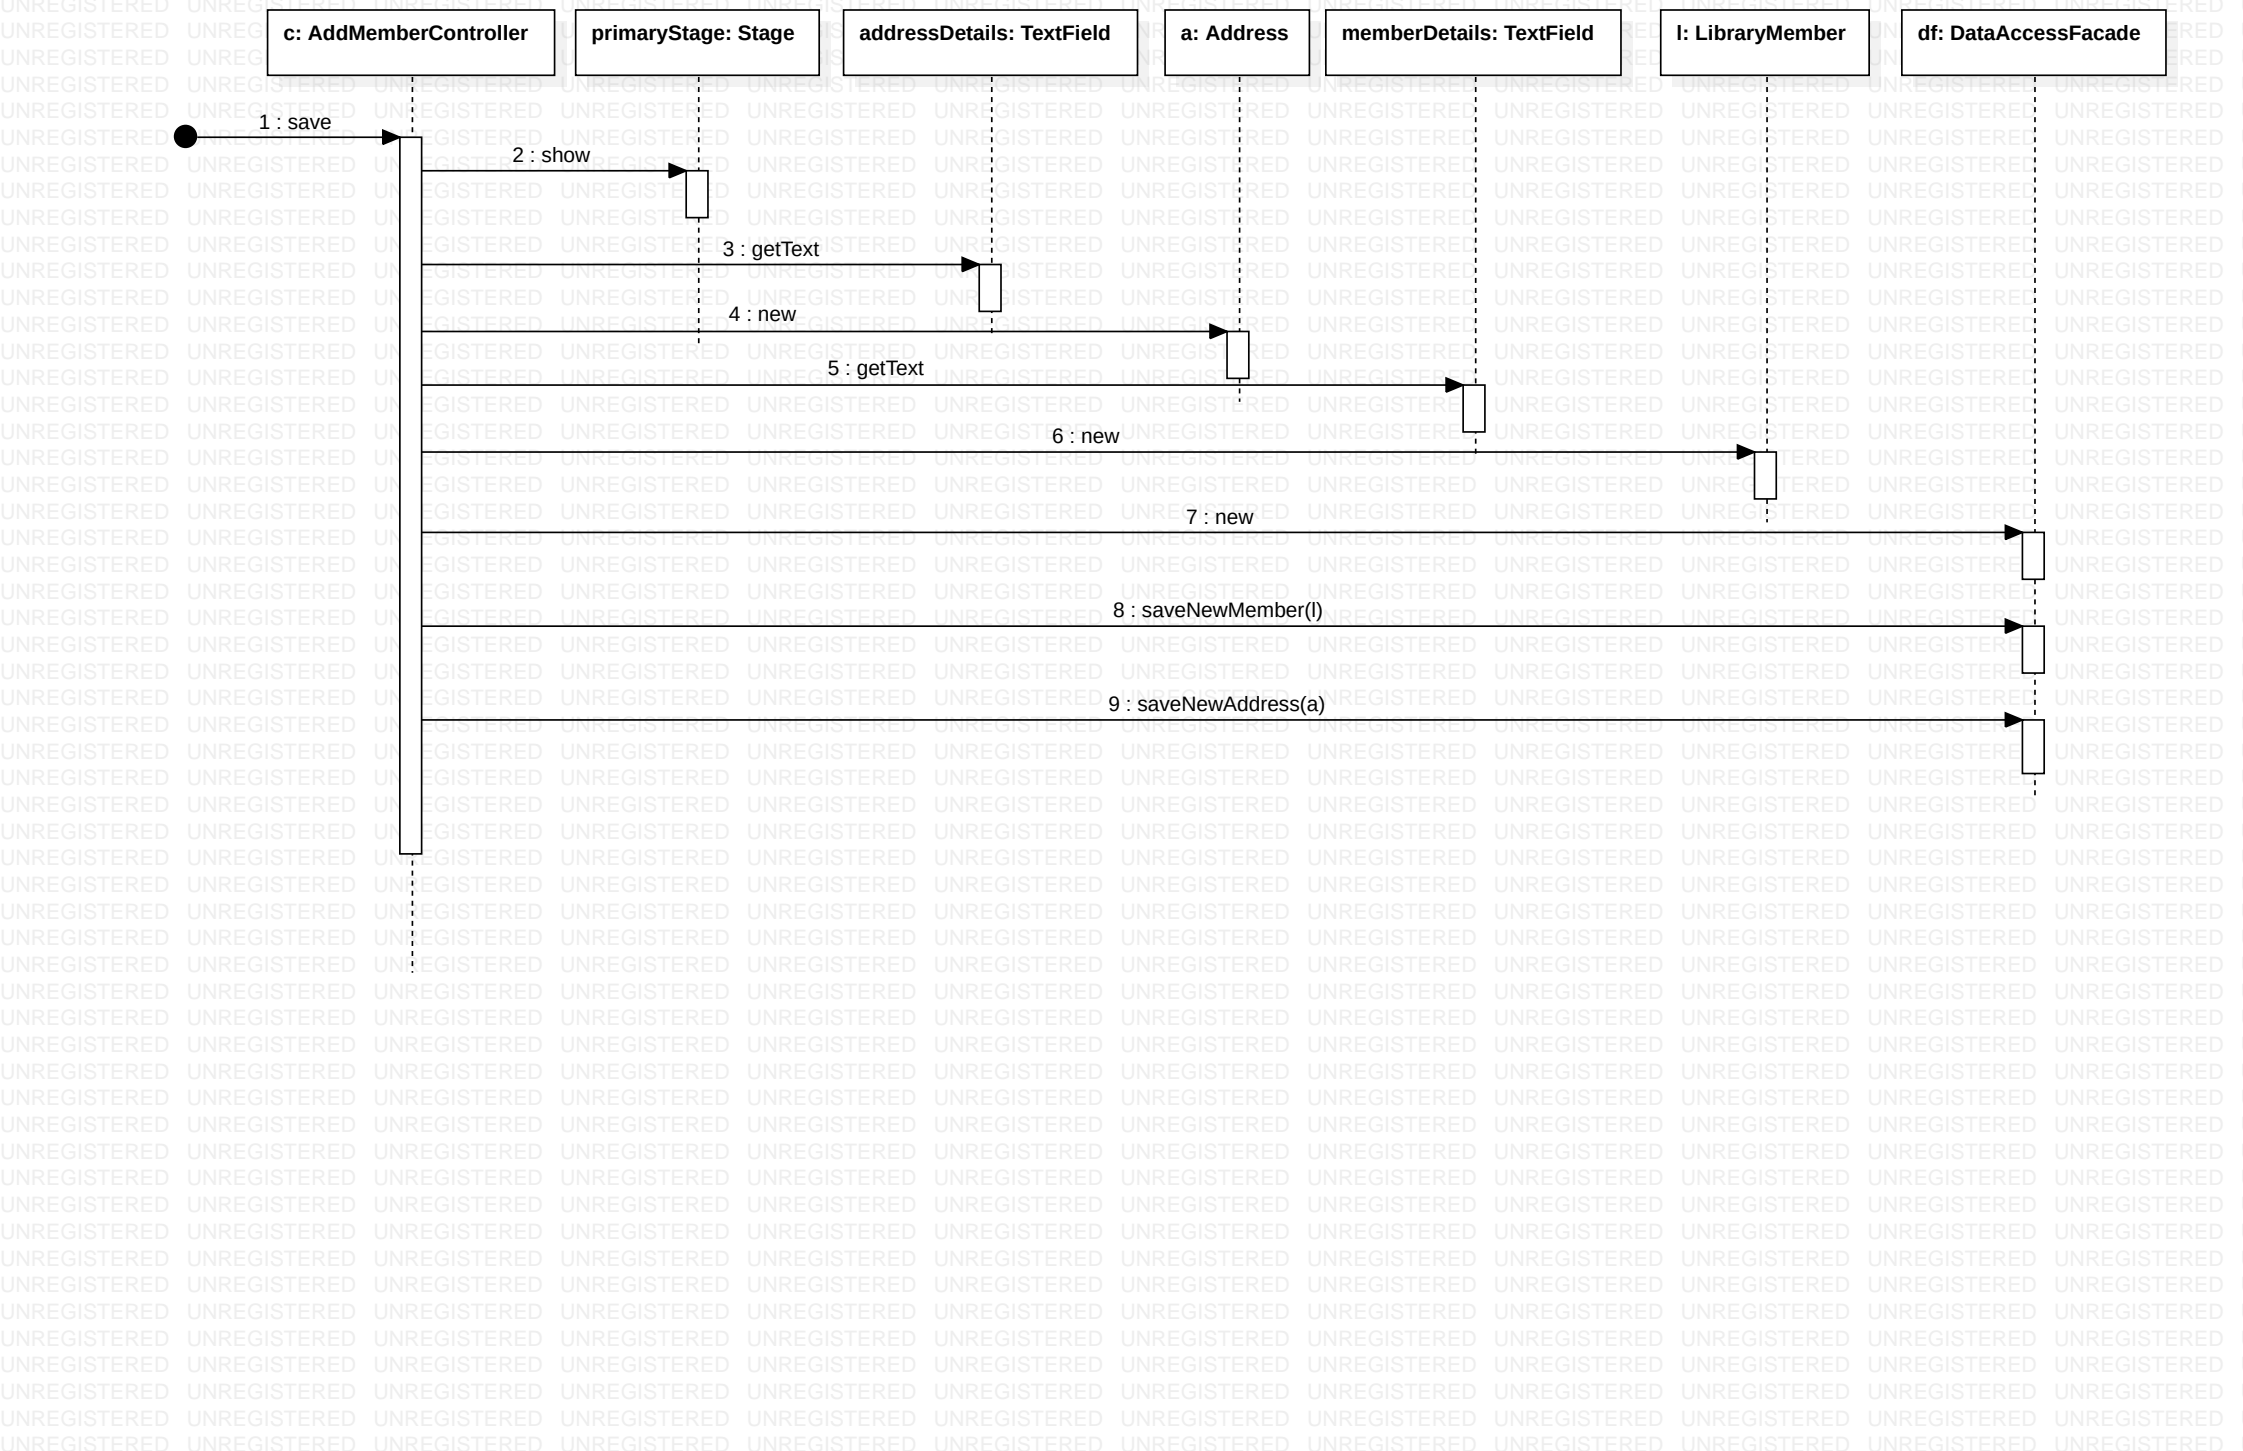 c: AddMemberController
primaryStage: Stage
addressDetails: TextField
a: Address
memberDetails: TextField
l: LibraryMember
df: DataAccessFacade
1 : save
2 : show
3 : getText
4 : new
5 : getText
6 : new
7 : new
8 : saveNewMember(l)
9 : saveNewAddress(a)
UNREGISTERED